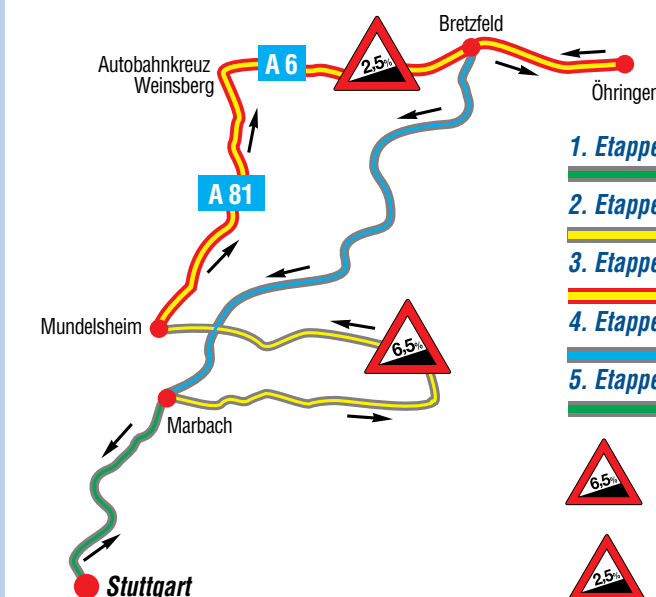 Bretzfeld
Autobahnkreuz
Weinsberg
A 6
2,5%
Öhringen
1. Etappe
A 81
2. Etappe
3. Etappe
Mundelsheim
4. Etappe
6,5%
5. Etappe
Marbach
6,5%
2,5%
Stuttgart